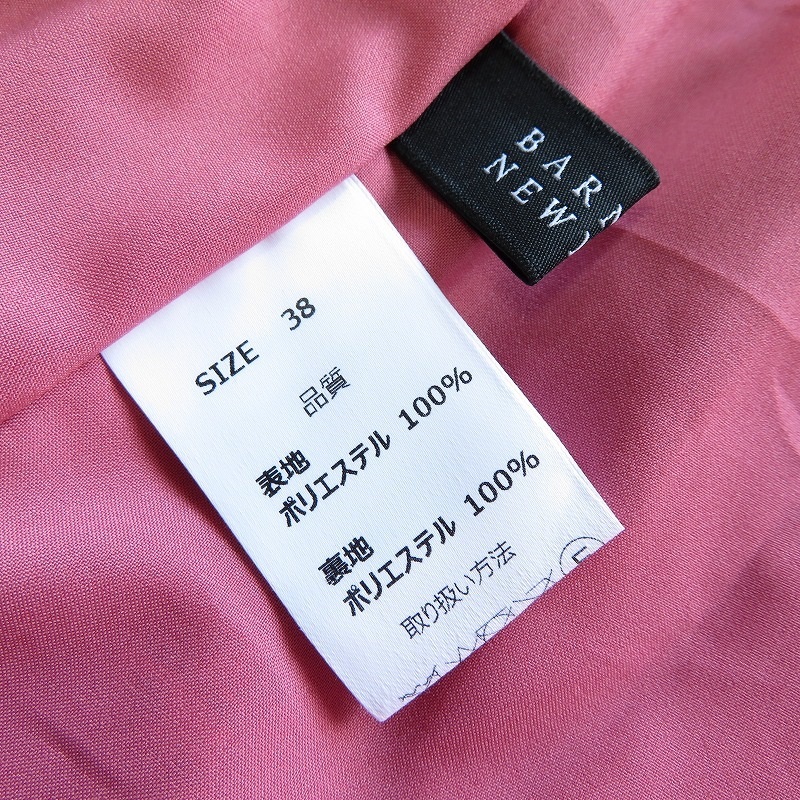 BAR
NEW
SIZE 38
品質
表地
ポリエステル 100%
裏地
ポリエステル 100%
取り扱い方法